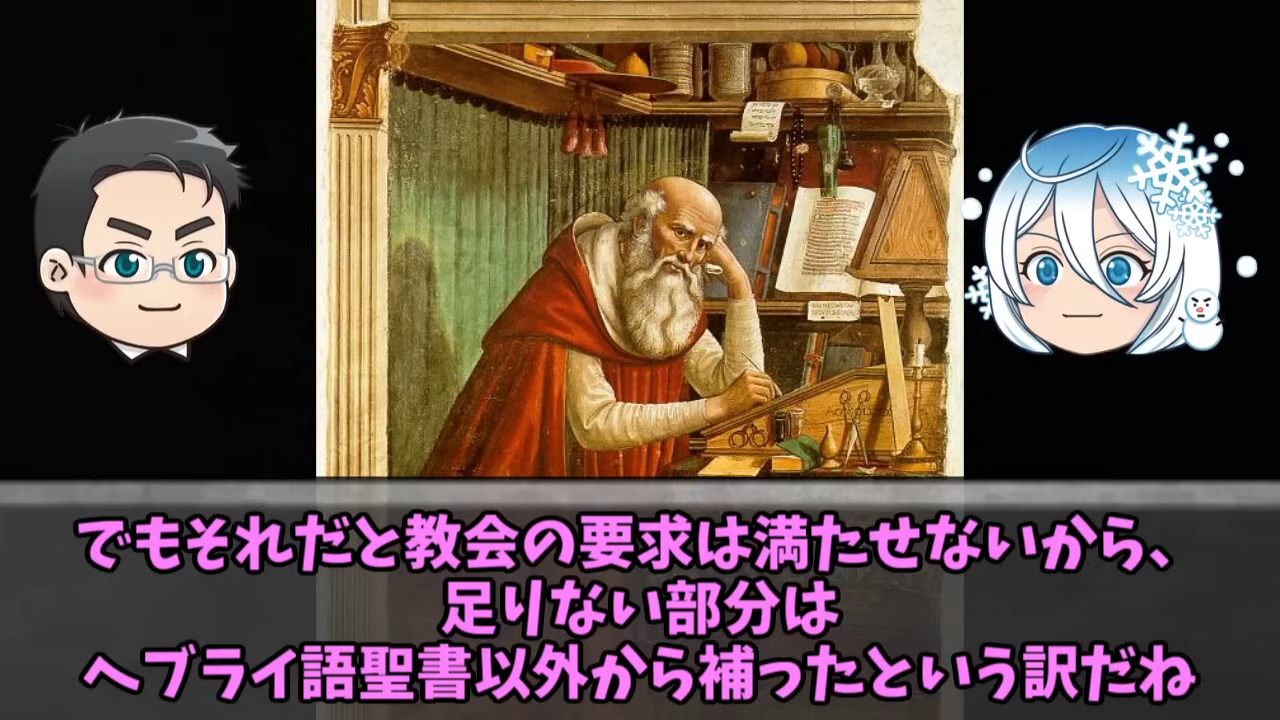 でもそれだと教会の要求は満たせないから、
足りない部分は
ヘブライ語聖書以外から補ったという訳だね